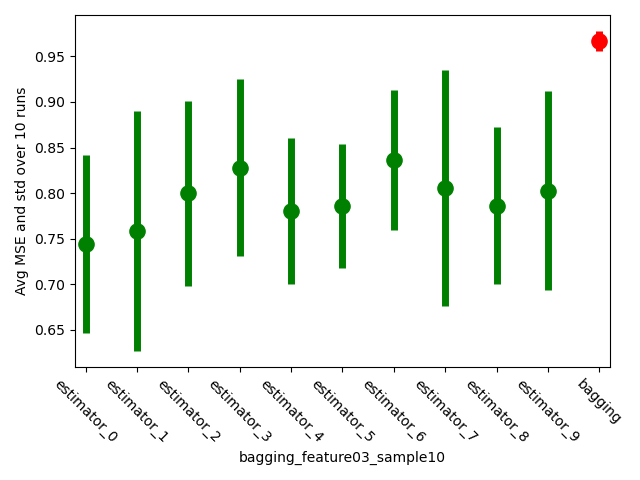 0.95
0.90
0.85
0.80
0.75
0.70
0.65
Avg MSE and std over 10 runs
estimator_0
estimator_1
estimator_2
estimator_3
estimator_4
estimator_5
estimator_6
estimator_7
estimator_8
estimator_9
bagging
bagging_feature03_sample10